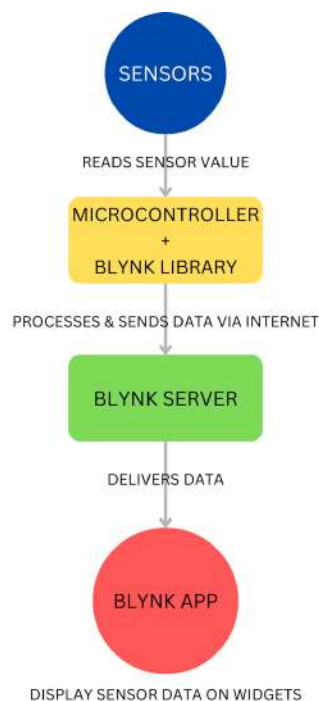 SENSORS
READS SENSOR VALUE
MICROCONTROLLER
+
BLYNK LIBRARY
PROCESSES & SENDS DATA VIA INTERNET
BLYNK SERVER
DELIVERS DATA
BLYNK APP
DISPLAY SENSOR DATA ON WIDGETS